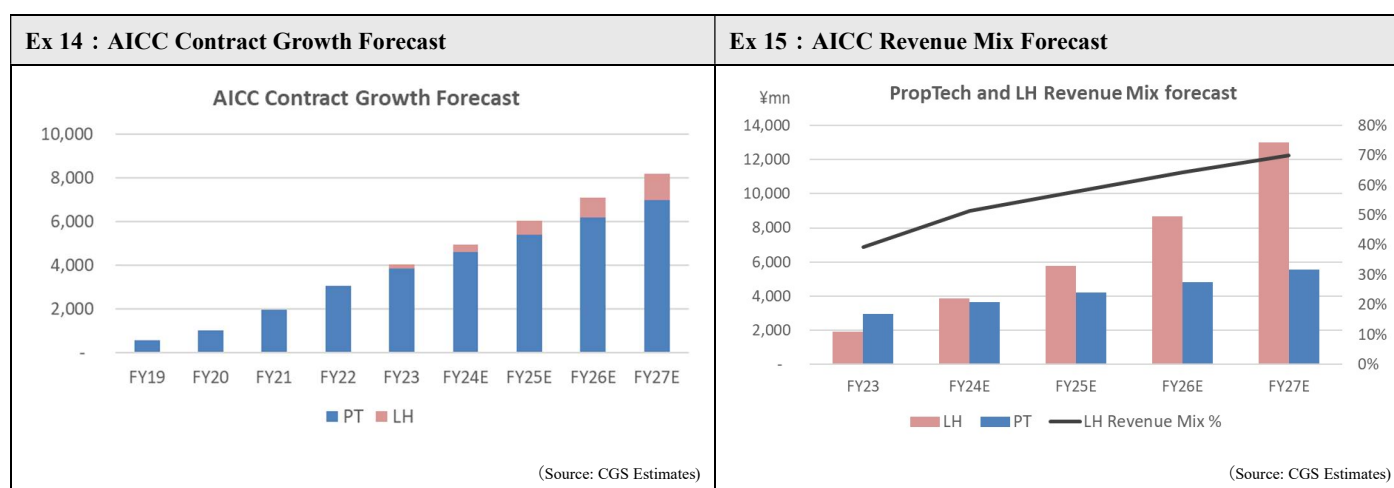 Ex 14：AICC Contract Growth Forecast
AICC Contract Growth Forecast
10,000
8,000
6,000
4,000
2,000
-
FY19 FY20 FY21 FY22 FY23 FY24E FY25E FY26E FY27E
PT LH
（Source: CGS Estimates)
Ex 15：AICC Revenue Mix Forecast
PropTech and LH Revenue Mix forecast
¥mn
14,000
12,000
10,000
8,000
6,000
4,000
2,000
-
80%
70%
60%
50%
40%
30%
20%
10%
0%
FY23 FY24E FY25E FY26E FY27E
LH PT LH Revenue Mix %
（Source: CGS Estimates)